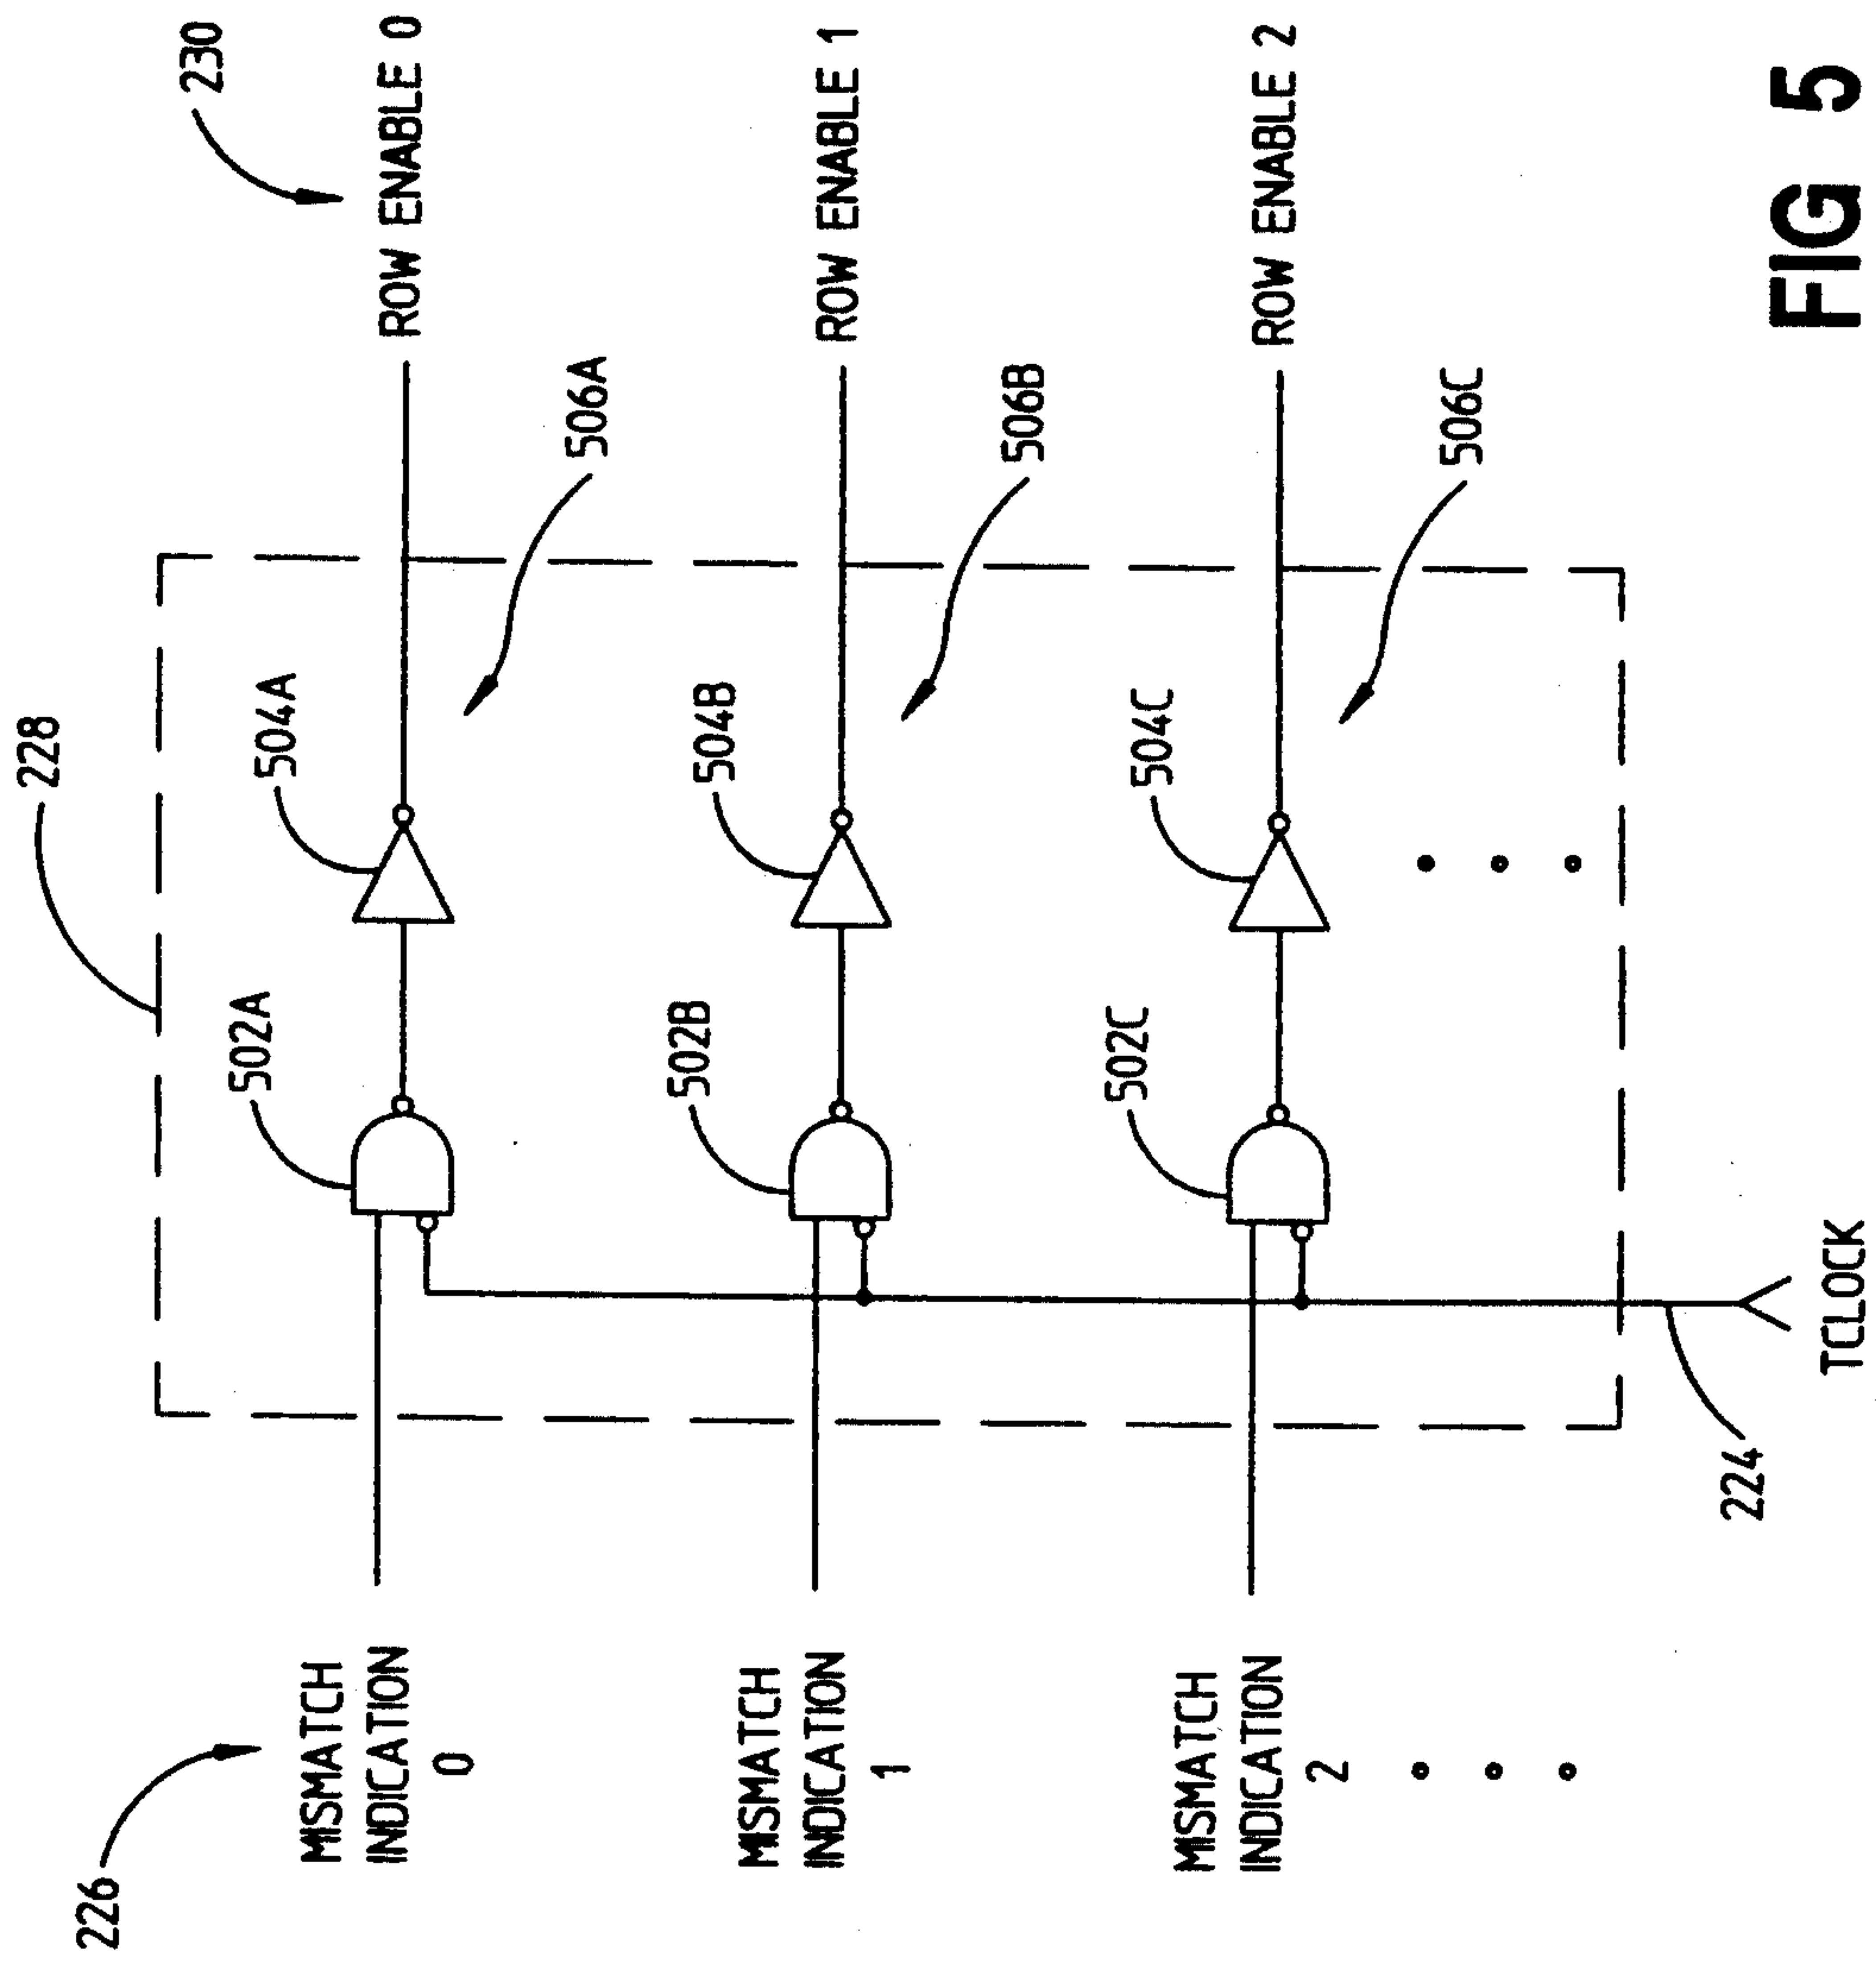 228
230
504A
502A
ROW ENABLE 0
226
MISMATCH
INDICATION
0
506A
504B
502B
ROW ENABLE 1
MISMATCH
INDICATION
1
506B
504C
502C
ROW ENABLE 2
MISMATCH
INDICATION
2
506C
224
TCLOCK
FIG 5